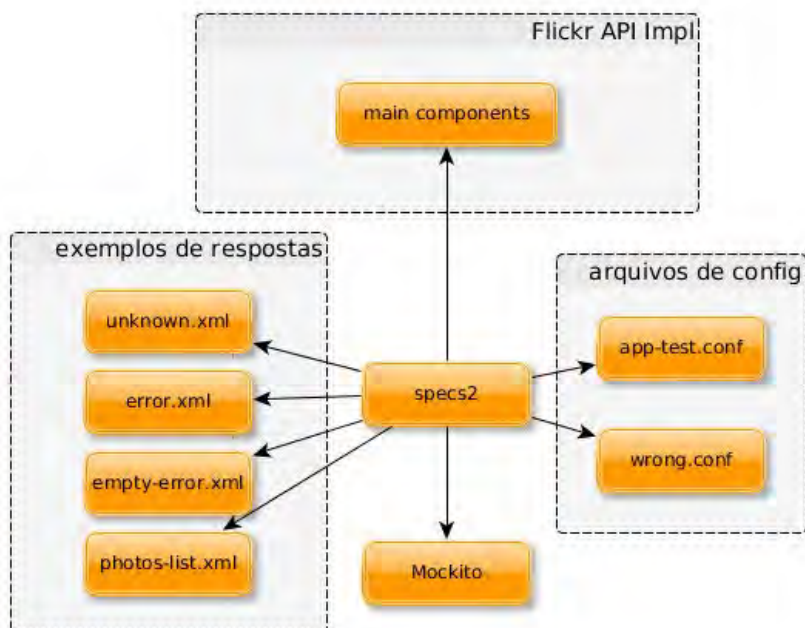 Flickr API Impl
main components
exemplos de respostas
unknown.xml
error.xml
empty-error.xml
photos-list.xml
specs2
Mockito
arquivos de config
app-test.conf
wrong.conf